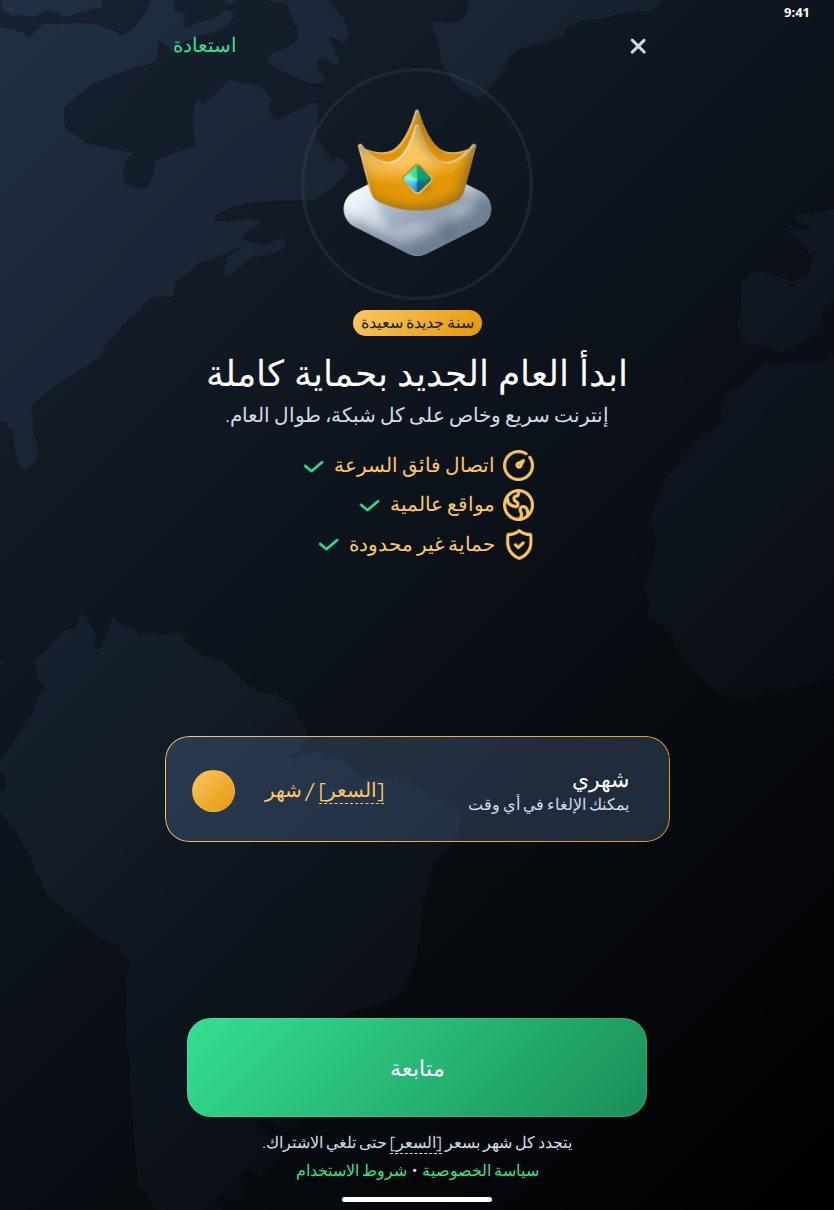 9:41
استعادة
سنة جديدة سعيدة
ابدأ العام الجديد بحماية كاملة
إنترنت سريع وخاص على كل شبكة، طوال العام.
اتصال فائق السرعة
مواقع عالمية
حماية غير محدودة
شهري
يمكنك الإلغاء في أي وقت
[السعر] / شهر
متابعة
يتجدد كل شهر بسعر [السعر] حتى تلغي الاشتراك.
سياسة الخصوصية • شروط الاستخدام